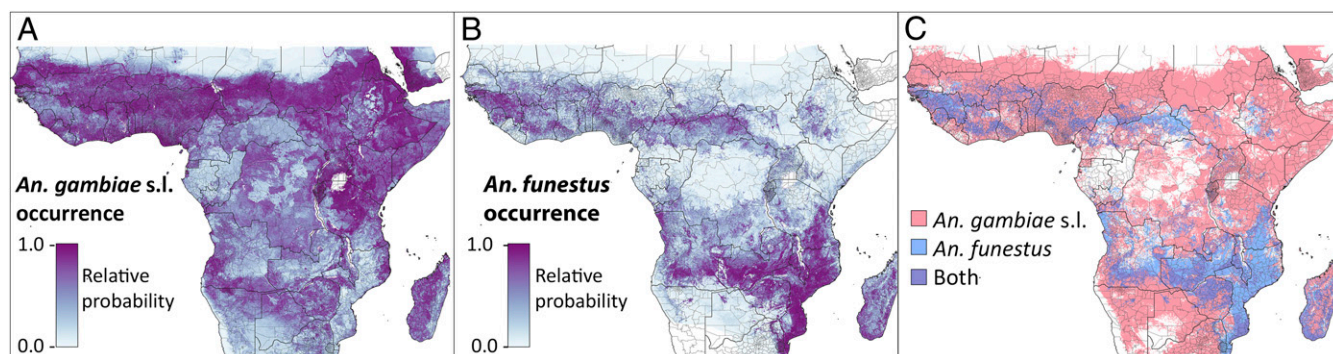 A
An. gambiae s.l.
occurrence
1.0
Relative
probability
0.0
B
An. funestus
occurrence
1.0
Relative
probability
0.0
C
An. gambiae s.l.
An. funestus
Both